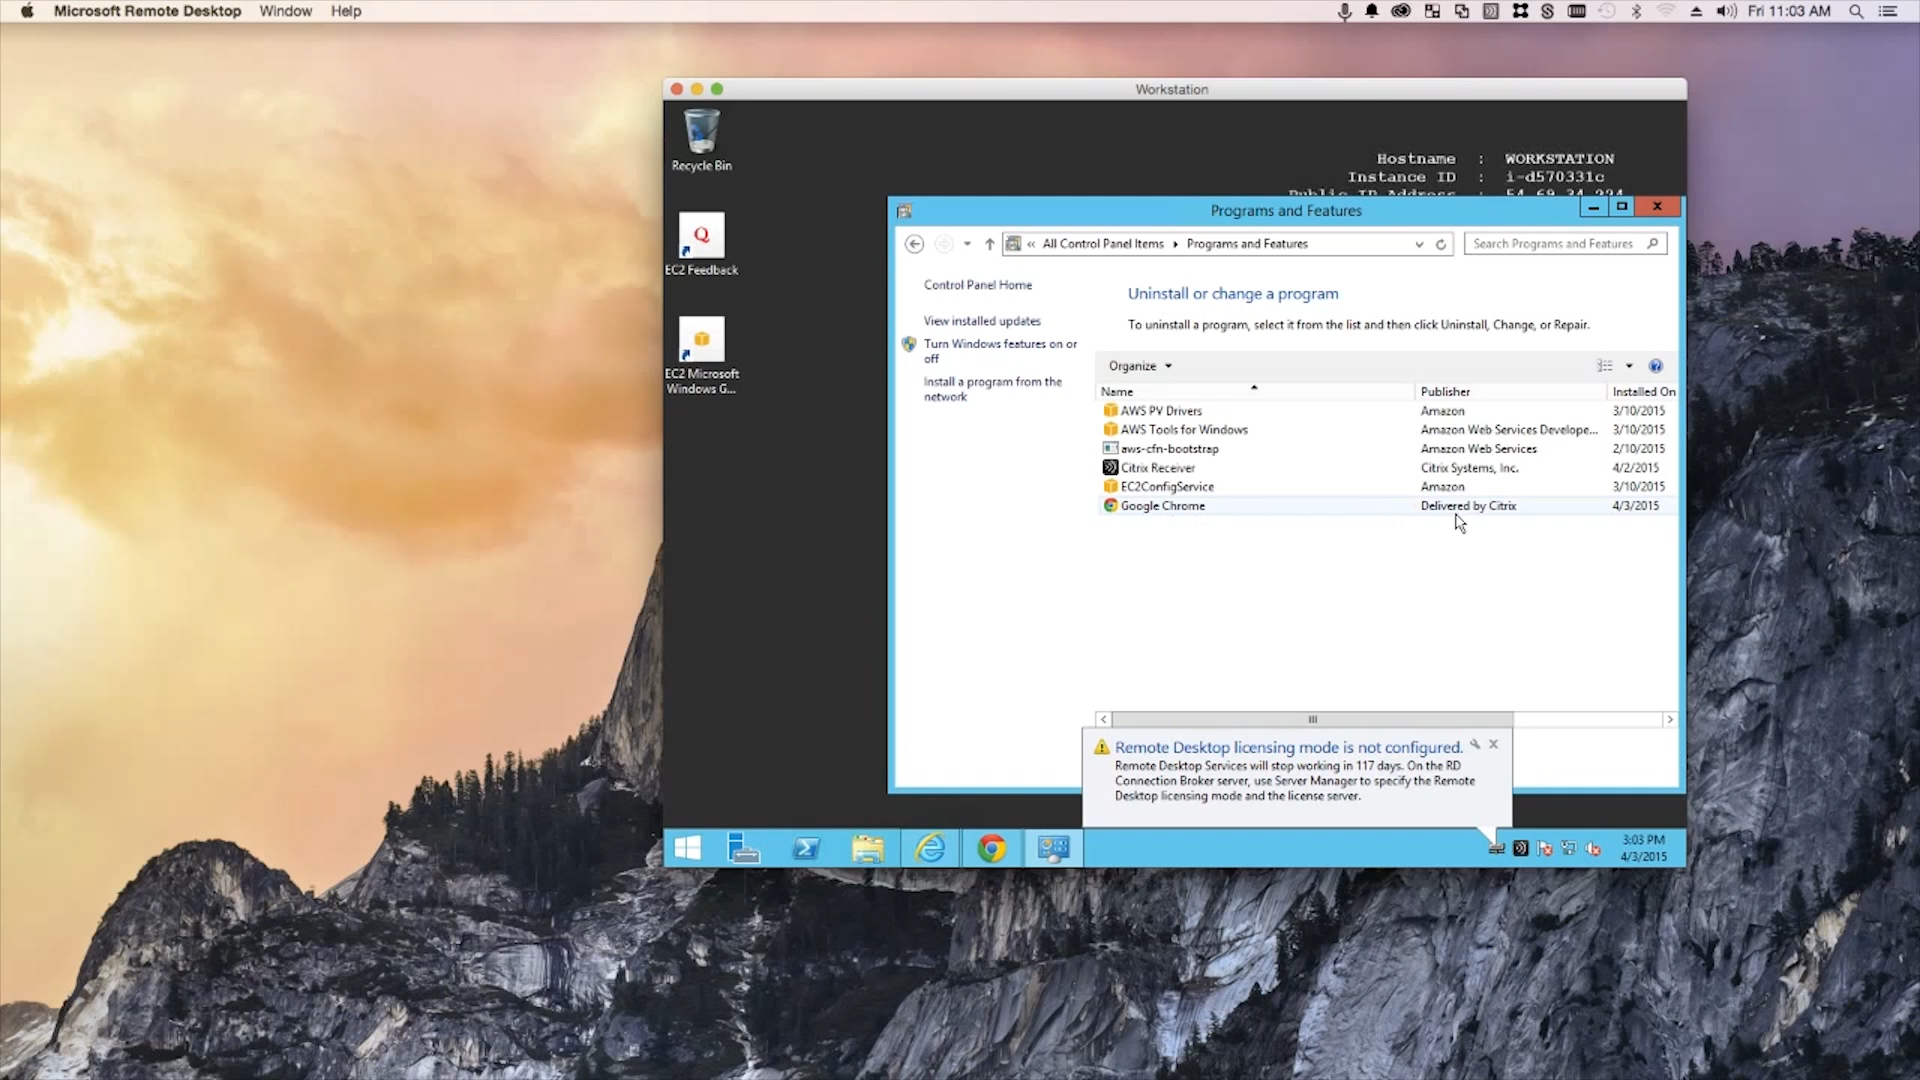 Microsoft Remote Desktop Window Help
Fri 11:03 AM
Workstation
Recycle Bin
Hostname : WORKSTATION
Instance ID : i-d570331c
Public IP Address : 54.69.34.224
EC2 Feedback
EC2 Microsoft
Windows G...
Programs and Features
« All Control Panel Items Programs and Features
Search Programs and Features
Control Panel Home
View installed updates
Turn Windows features on or
off
Install a program from the
network
Uninstall or change a program
To uninstall a program, select it from the list and then click Uninstall, Change, or Repair.
Organize
Name Publisher Installed On
AWS PV Drivers Amazon 3/10/2015
AWS Tools for Windows Amazon Web Services Develope... 3/10/2015
aws-cfn-bootstrap Amazon Web Services 2/10/2015
Citrix Receiver Citrix Systems, Inc. 4/2/2015
EC2ConfigService Amazon 3/10/2015
Google Chrome Delivered by Citrix 4/3/2015
Remote Desktop licensing mode is not configured.
Remote Desktop Services will stop working in 117 days. On the RD
Connection Broker server, use Server Manager to specify the Remote
Desktop licensing mode and the license server.
3:03 PM
4/3/2015